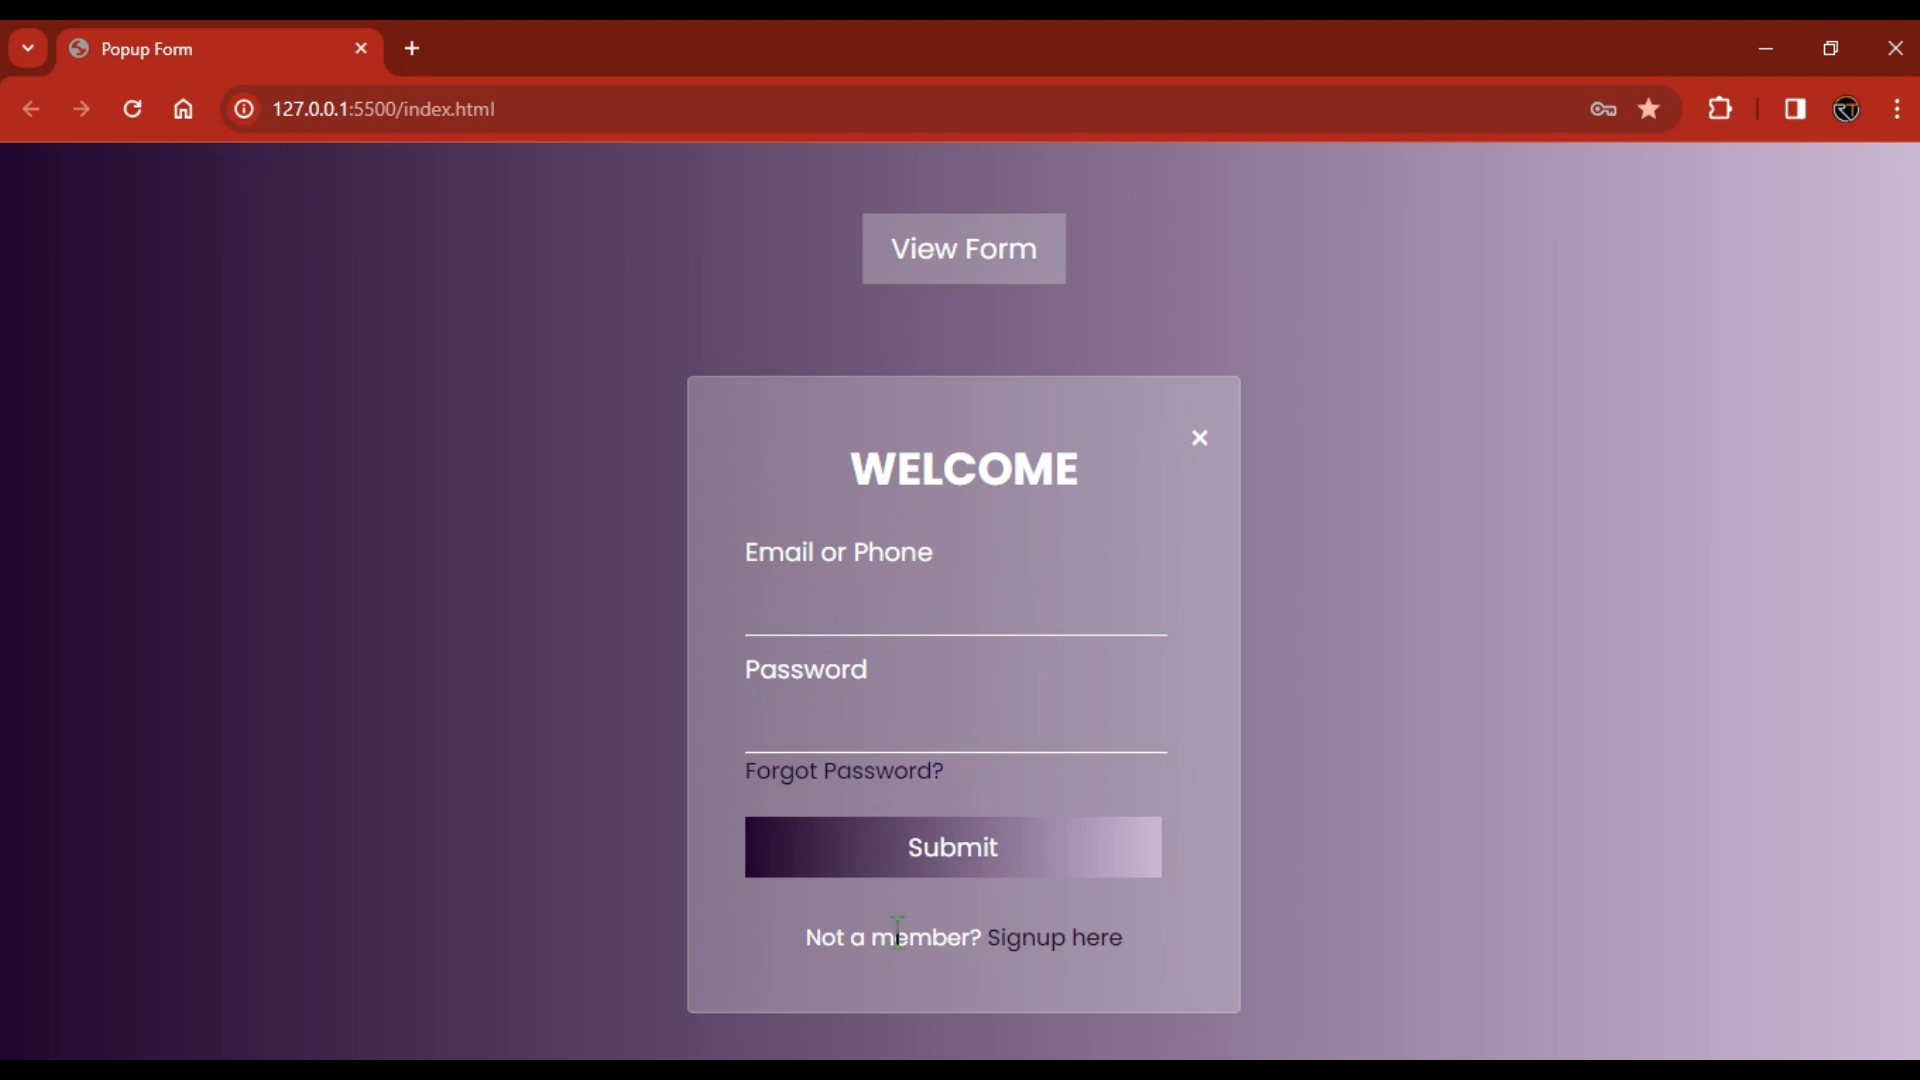 Popup Form
127.0.0.1:5500/index.html
RT
View Form
WELCOME
Email or Phone
Password
Forgot Password?
Submit
Not a member? Signup here